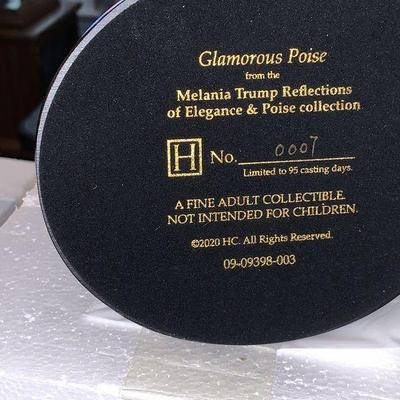 Glamorous Poise
from the
Melania Trump Reflections
of Elegance & Poise collection
H No. 0007
Limited to 95 casting days.
A FINE ADULT COLLECTIBLE.
NOT INTENDED FOR CHILDREN.
©2020 HC. All Rights Reserved.
09-09398-003